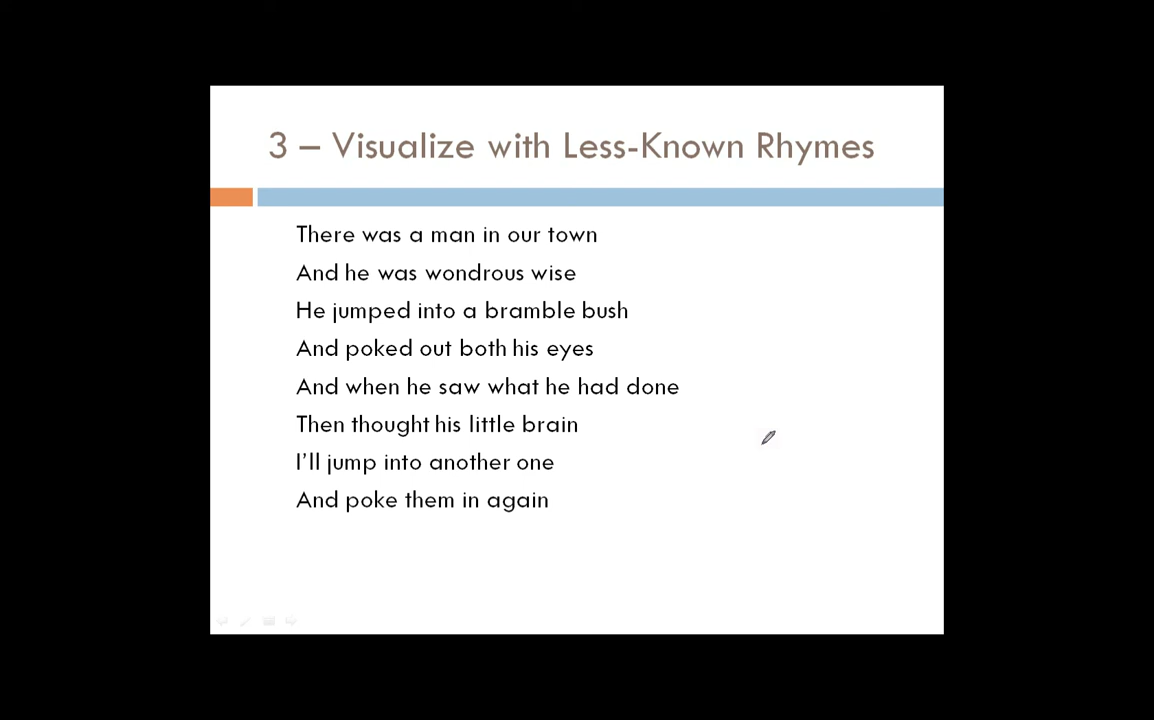 3 – Visualize with Less-Known Rhymes
There was a man in our town
And he was wondrous wise
He jumped into a bramble bush
And poked out both his eyes
And when he saw what he had done
Then thought his little brain
I'll jump into another one
And poke them in again